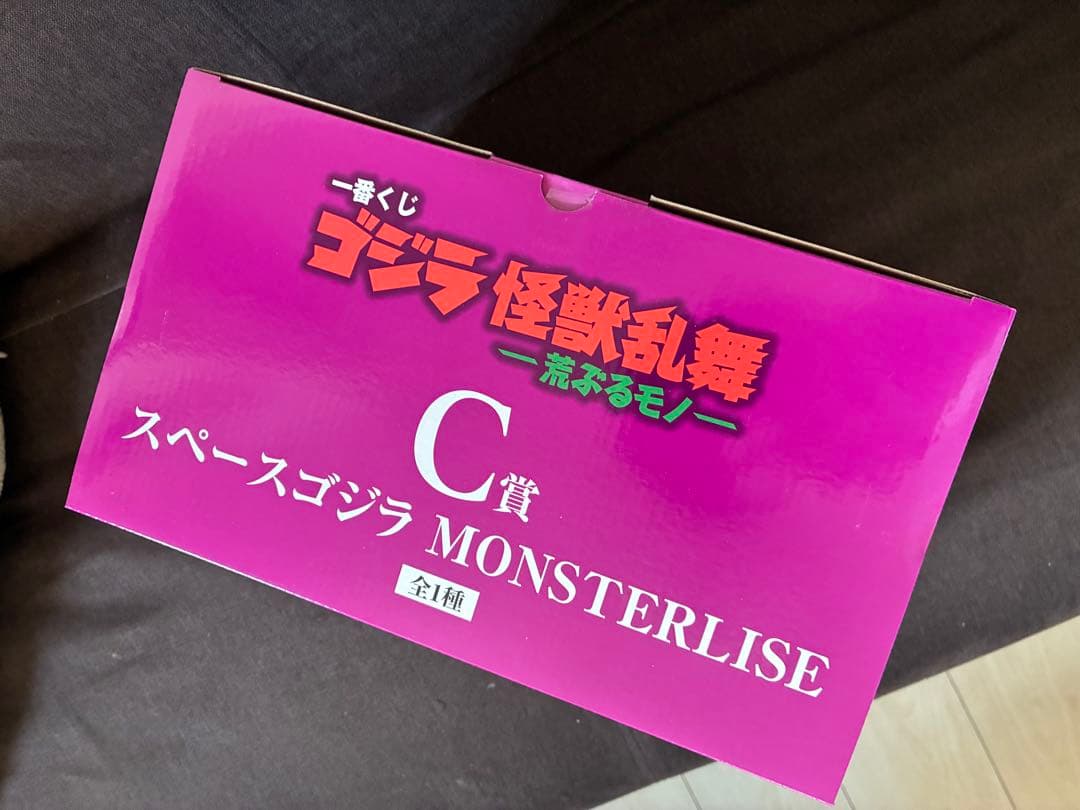 一番くじ
ゴジラ 怪獣乱舞
―荒ぶるモノ―
C賞
スペースゴジラ MONSTERLISE
全1種